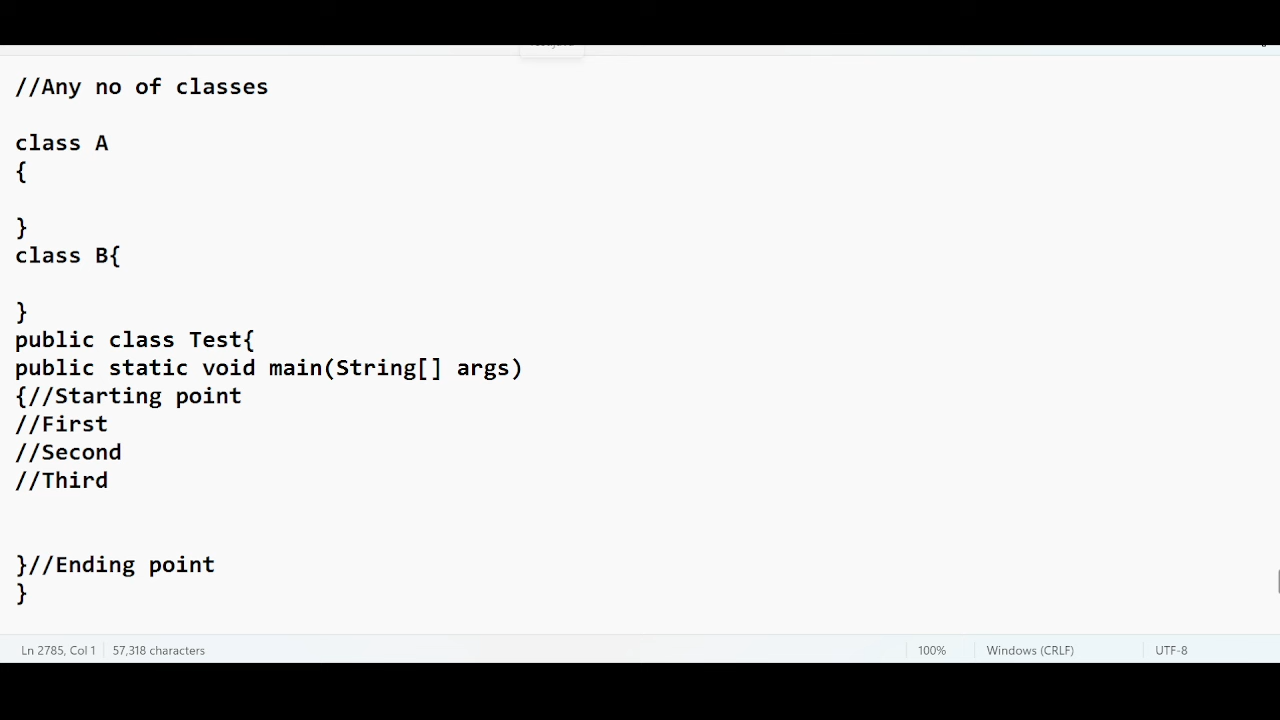 //Any no of classes
class A
{
}
class B{
}
public class Test{
public static void main(String[] args)
{//Starting point
//First
//Second
//Third
}//Ending point
}
Ln 2785, Col 1 57,318 characters 100% Windows (CRLF) UTF-8